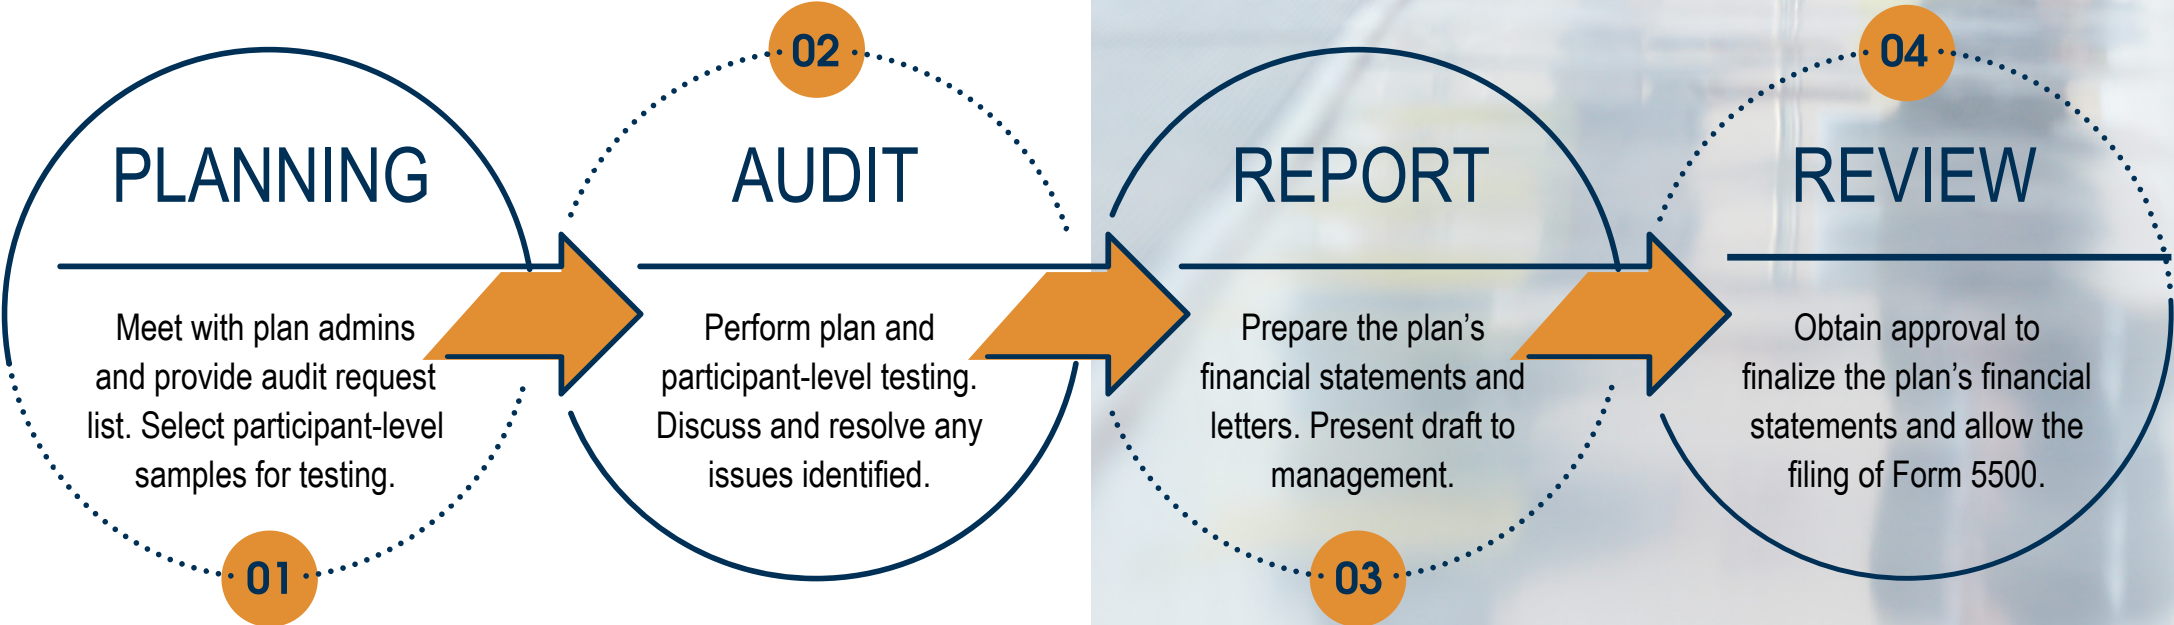 PLANNING
Meet with plan admins
and provide audit request
list. Select participant-level
samples for testing.
01
02
AUDIT
Perform plan and
participant-level testing.
Discuss and resolve any
issues identified.
REPORT
Prepare the plan’s
financial statements and
letters. Present draft to
management.
03
04
REVIEW
Obtain approval to
finalize the plan’s financial
statements and allow the
filing of Form 5500.